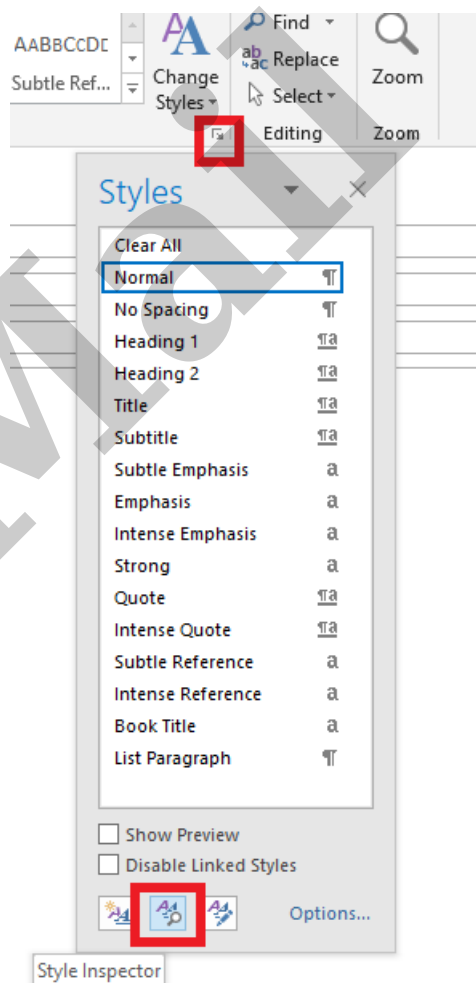 Find
AABBCCDE
Replace
Subtle Ref...
Change
Styles
Select
Zoom
Editing
Zoom
Styles
Clear All
Normal ¶
No Spacing ¶
Heading 1 ¶a
Heading 2 ¶a
Title ¶a
Subtitle ¶a
Subtle Emphasis a
Emphasis a
Intense Emphasis a
Strong a
Quote ¶a
Intense Quote ¶a
Subtle Reference a
Intense Reference a
Book Title a
List Paragraph ¶
Show Preview
Disable Linked Styles
Options...
Style Inspector
Mail